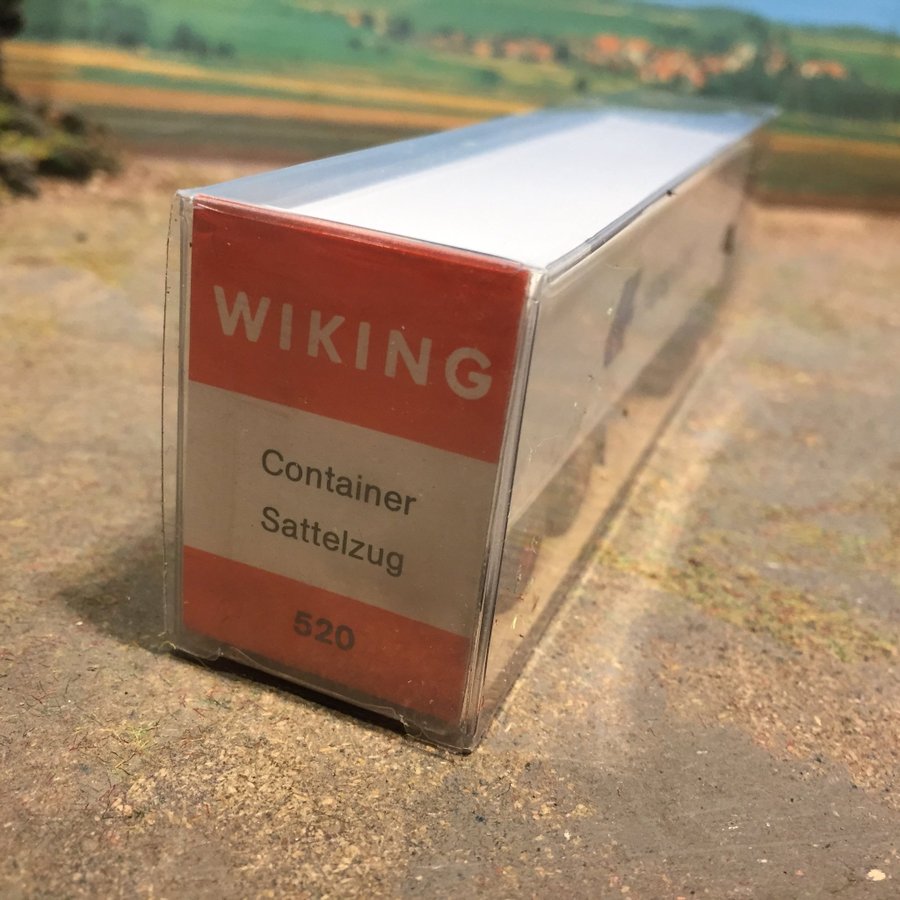 WIKING
Container
Sattelzug
520